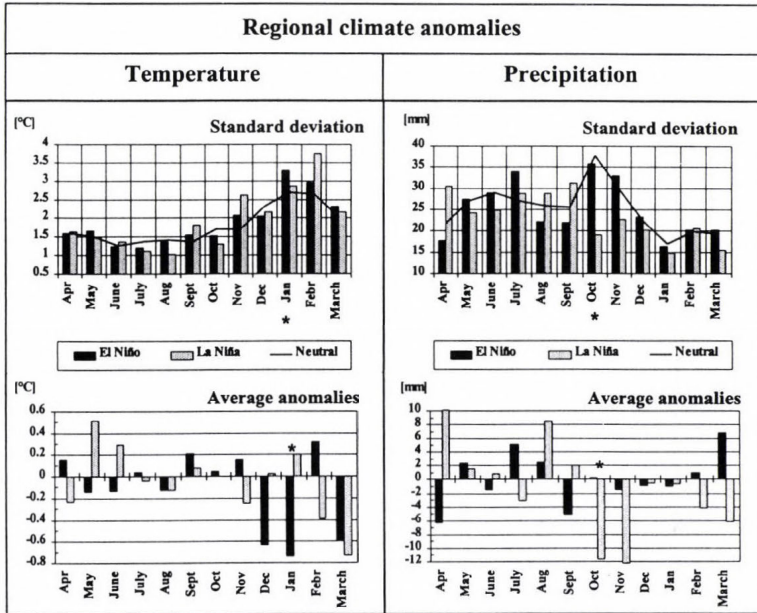 Regional climate anomalies
Temperature
Precipitation
[°C]
Standard deviation
4
3.5
3
2.5
2
1.5
1
0.5
Apr
May
June
July
Aug
Sept
Oct
Nov
Dec
Jan
Febr
March
*
El Niño
La Niña
Neutral
[°C]
Average anomalies
0.6
0.4
0.2
0
-0.2
-0.4
-0.6
-0.8
*
Apr
May
June
July
Aug
Sept
Oct
Nov
Dec
Jan
Febr
March
[mm]
Standard deviation
40
35
30
25
20
15
10
Apr
May
June
July
Aug
Sept
Oct
Nov
Dec
Jan
Febr
March
*
El Niño
La Niña
Neutral
[mm]
Average anomalies
10
8
6
4
2
0
-2
-4
-6
-8
-10
-12
*
Apr
May
June
July
Aug
Sept
Oct
Nov
Dec
Jan
Febr
March